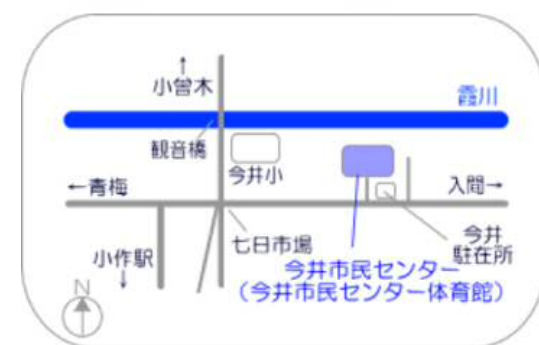 ↑
小曾木
霞川
観音橋
今井小
←青梅
入間→
七日市場
小作駅
↓
今井
駐在所
今井市民センター
（今井市民センター体育館）
N